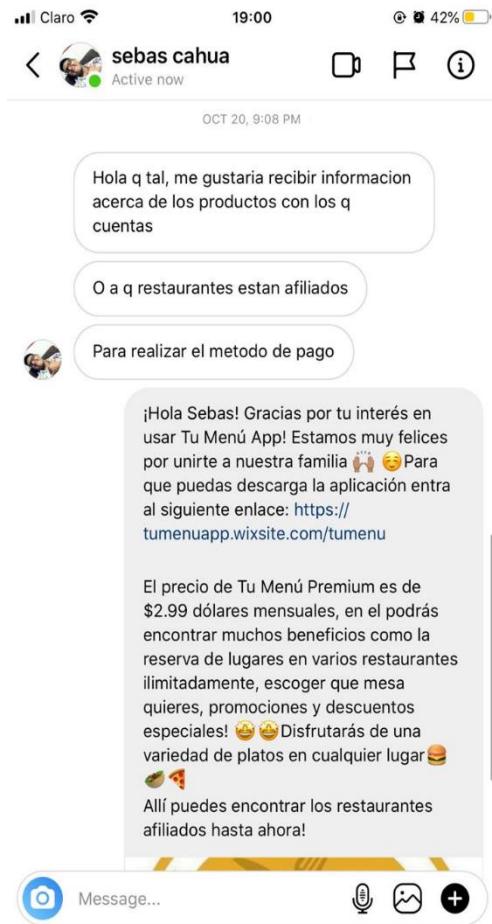 Claro 19:00 42%
sebas cahua
Active now
OCT 20, 9:08 PM
Hola q tal, me gustaria recibir informacion
acerca de los productos con los q
cuentas
O a q restaurantes estan afiliados
Para realizar el metodo de pago
¡Hola Sebas! Gracias por tu interés en
usar Tu Menú App! Estamos muy felices
por unirte a nuestra familia 🙌🏽 ☺️Para
que puedas descarga la aplicación entra
al siguiente enlace: https://
tumenuapp.wixsite.com/tumenu
El precio de Tu Menú Premium es de
$2.99 dólares mensuales, en el podrás
encontrar muchos beneficios como la
reserva de lugares en varios restaurantes
ilimitadamente, escoger que mesa
quieres, promociones y descuentos
especiales! 🤩🤩Disfrutarás de una
variedad de platos en cualquier lugar🍔
🥙🍕
Allí puedes encontrar los restaurantes
afiliados hasta ahora!
Message...